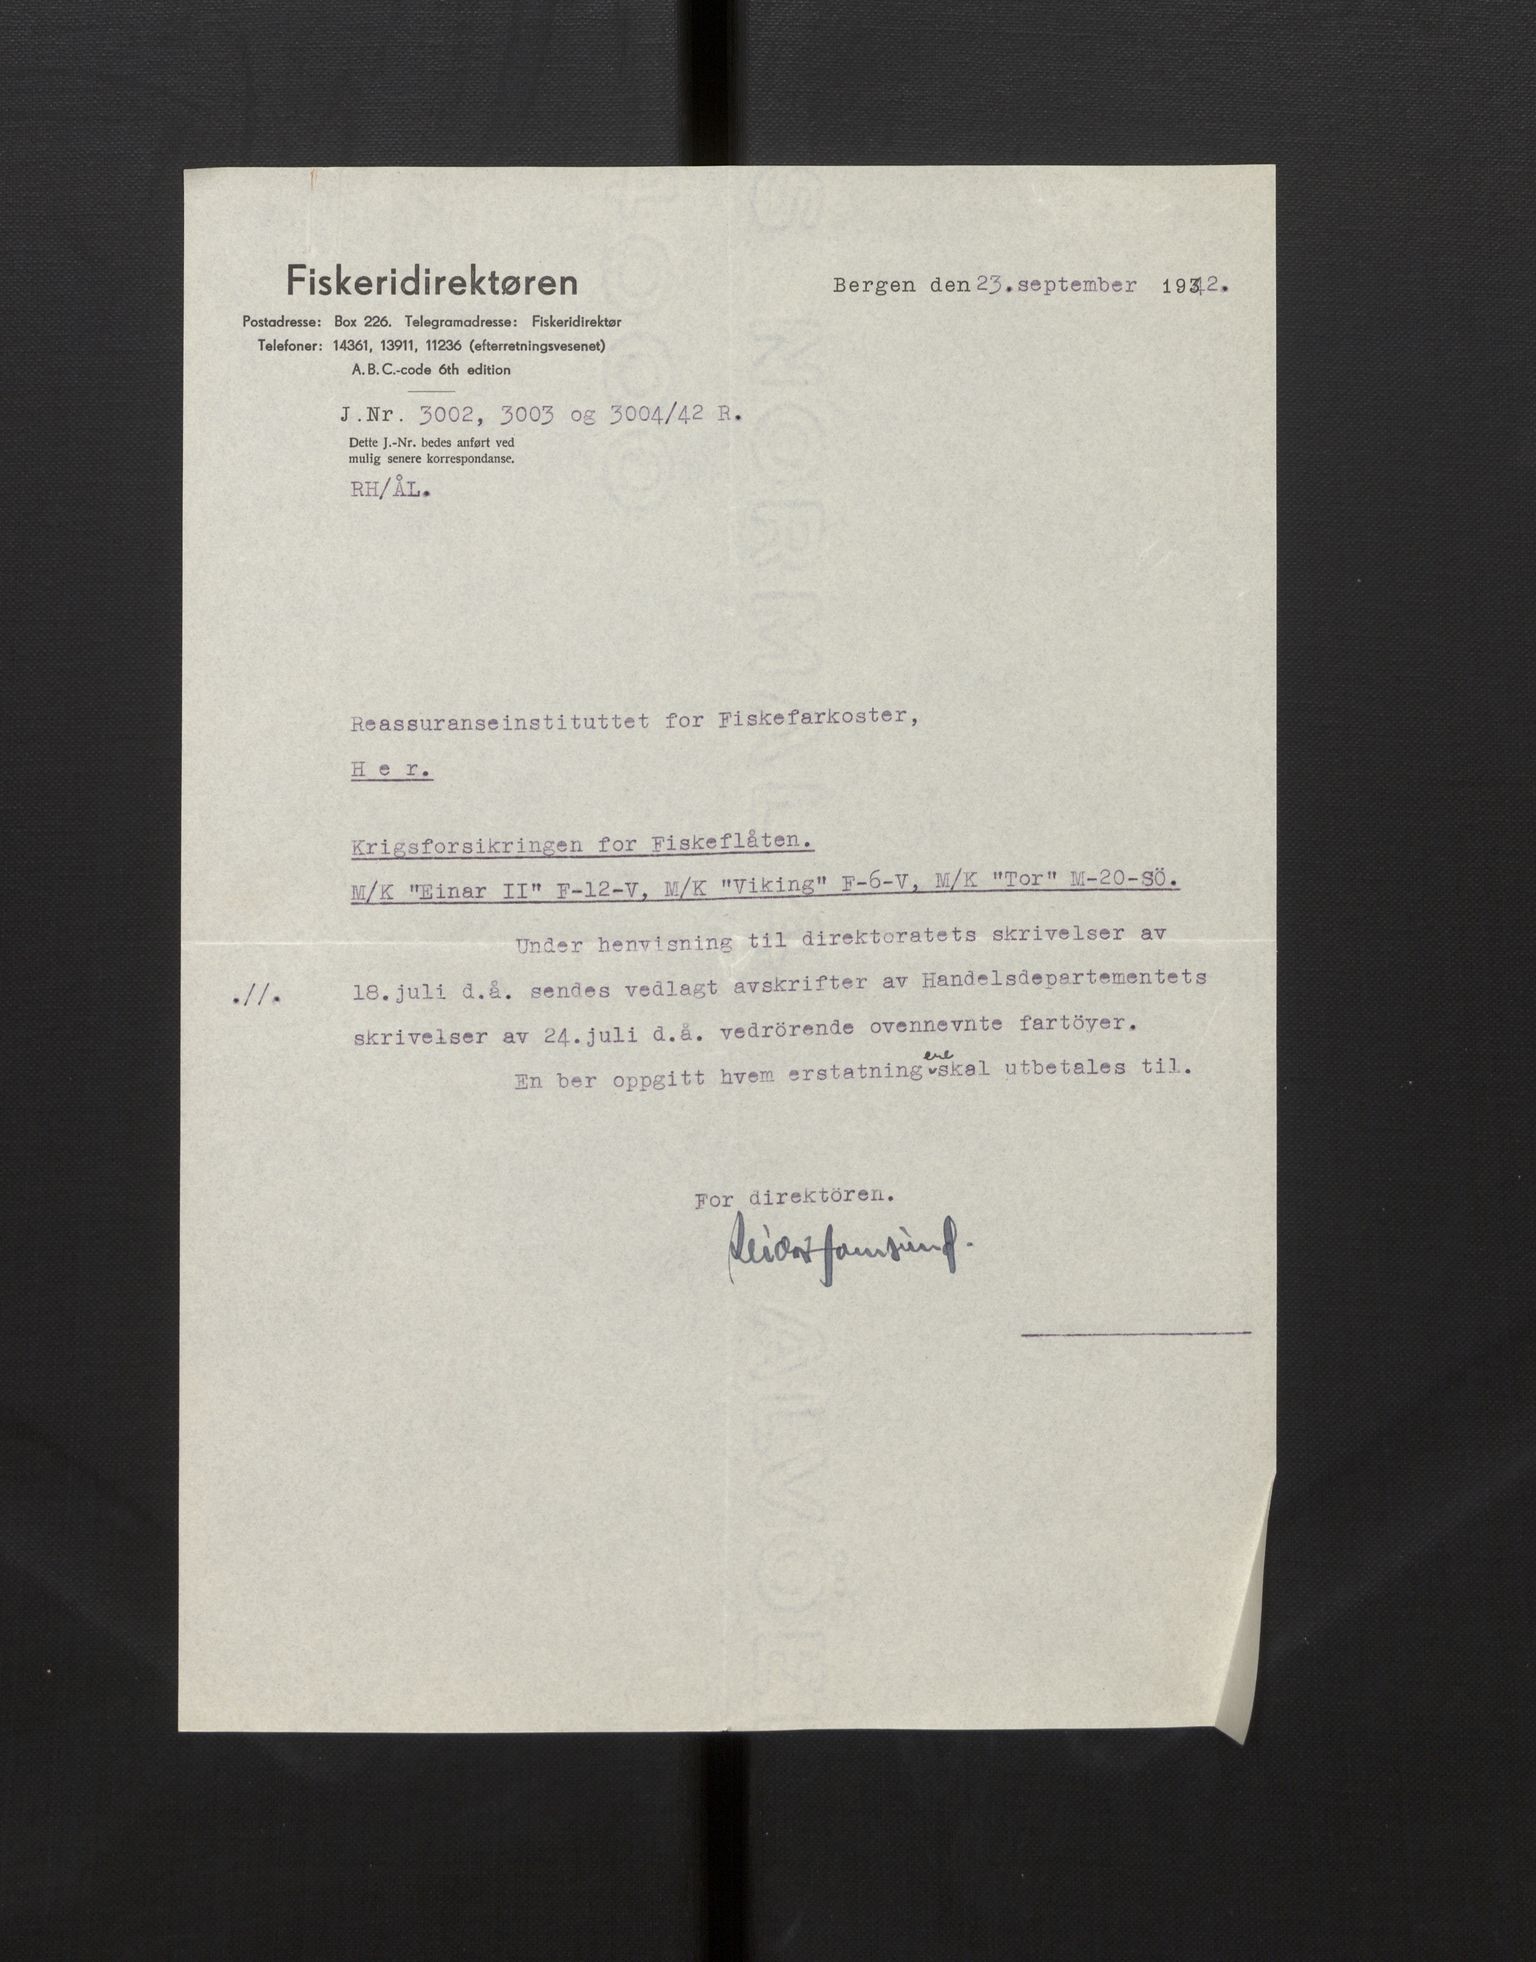 Fiskeridirektøren
Postadresse: Box 226. Telegramadresse: Fiskeridirektør
Telefoner: 14361, 13911, 11236 (efterretningsvesenet)
A.B.C.-code 6th edition
Bergen den 23.september 1942.
J.Nr. 3002, 3003 og 3004/42 R.
Dette J.-Nr. bedes anført ved
mulig senere korrespondanse.
RH/ÅL.
Reassuranseinstituttet for Fiskefarkoster,
H e r.
Krigsforsikringen for Fiskeflåten.
M/K "Einar II" F-12-V, M/K "Viking" F-6-V, M/K "Tor" M-20-SÖ.
Under henvisning til direktoratets skrivelser av
.//. 18.juli d.å. sendes vedlagt avskrifter av Handelsdepartementets
skrivelser av 24.juli d.å. vedrörende ovennevnte fartöyer.
En ber oppgitt hvem erstatningene skal utbetales til.
For direktören.